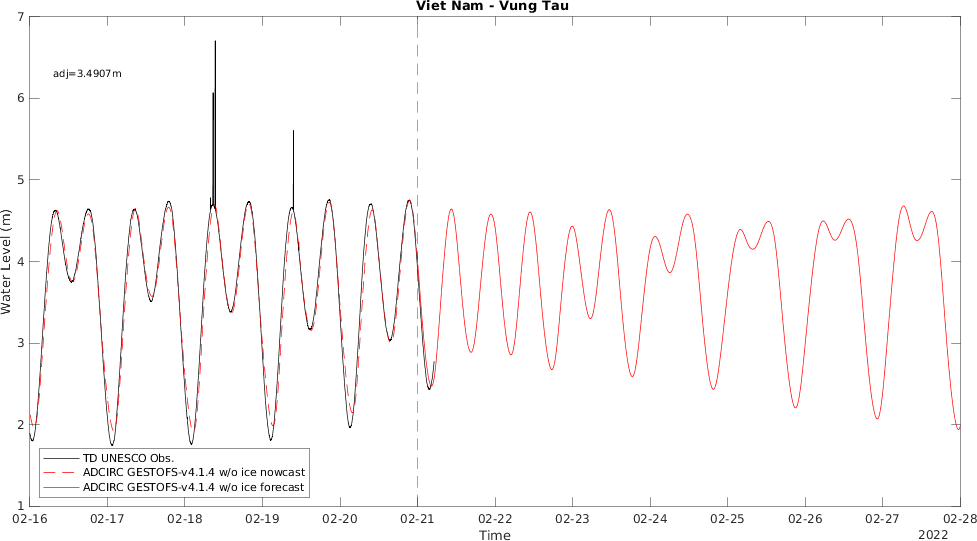 Viet Nam - Vung Tau
adj=3.4907m
Water Level (m)
7
6
5
4
3
2
1
TD UNESCO Obs.
ADCIRC GESTOFS-v4.1.4 w/o ice nowcast
ADCIRC GESTOFS-v4.1.4 w/o ice forecast
02-16 02-17 02-18 02-19 02-20 02-21 02-22 02-23 02-24 02-25 02-26 02-27 02-28
Time
2022